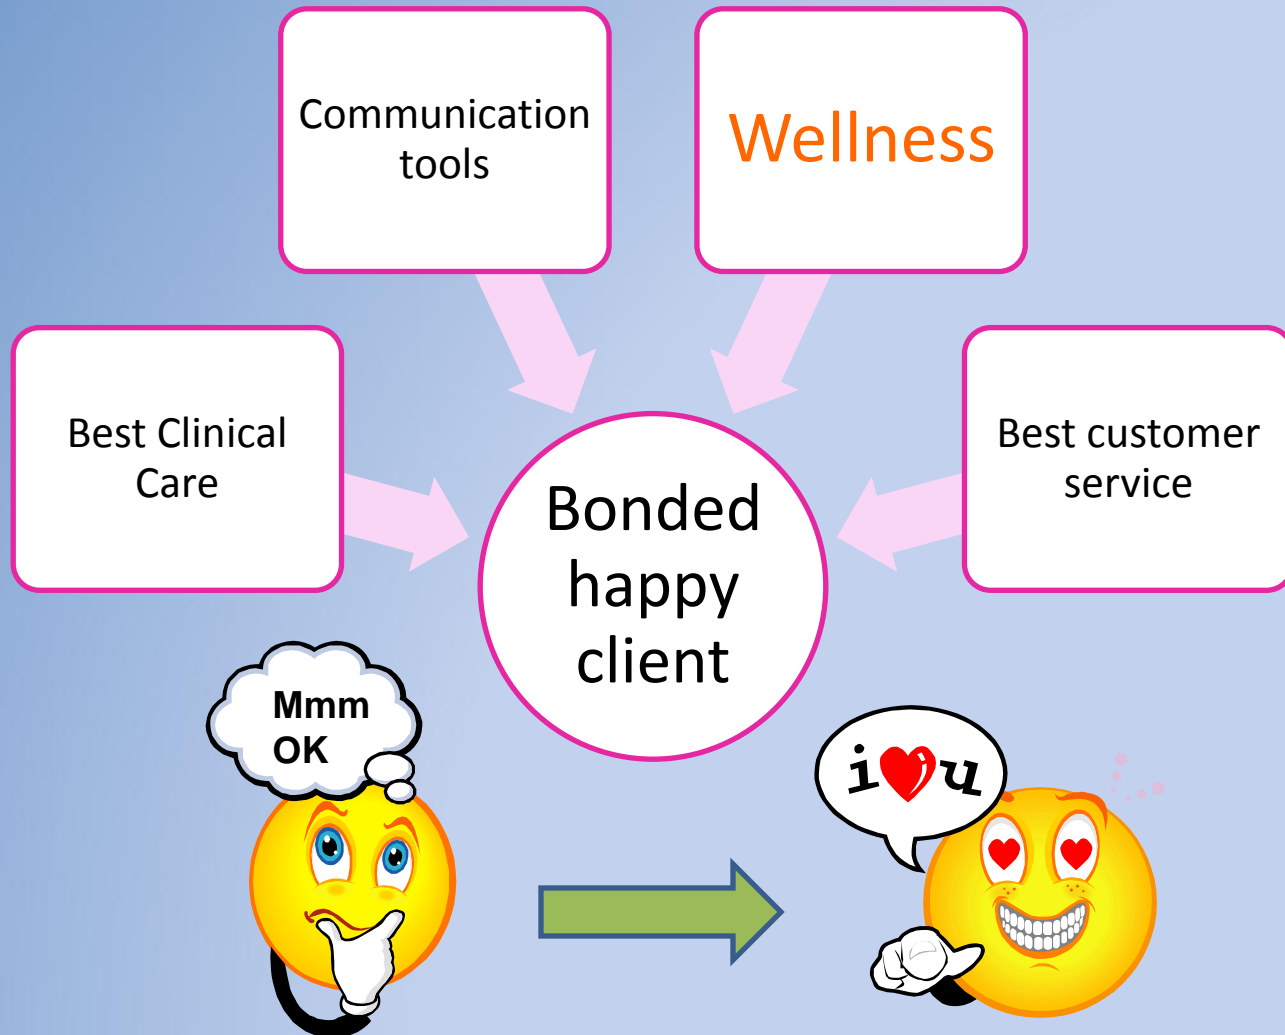 Communication
tools
Wellness
Best Clinical
Care
Best customer
service
Bonded
happy
client
Mmm
OK
i❤u